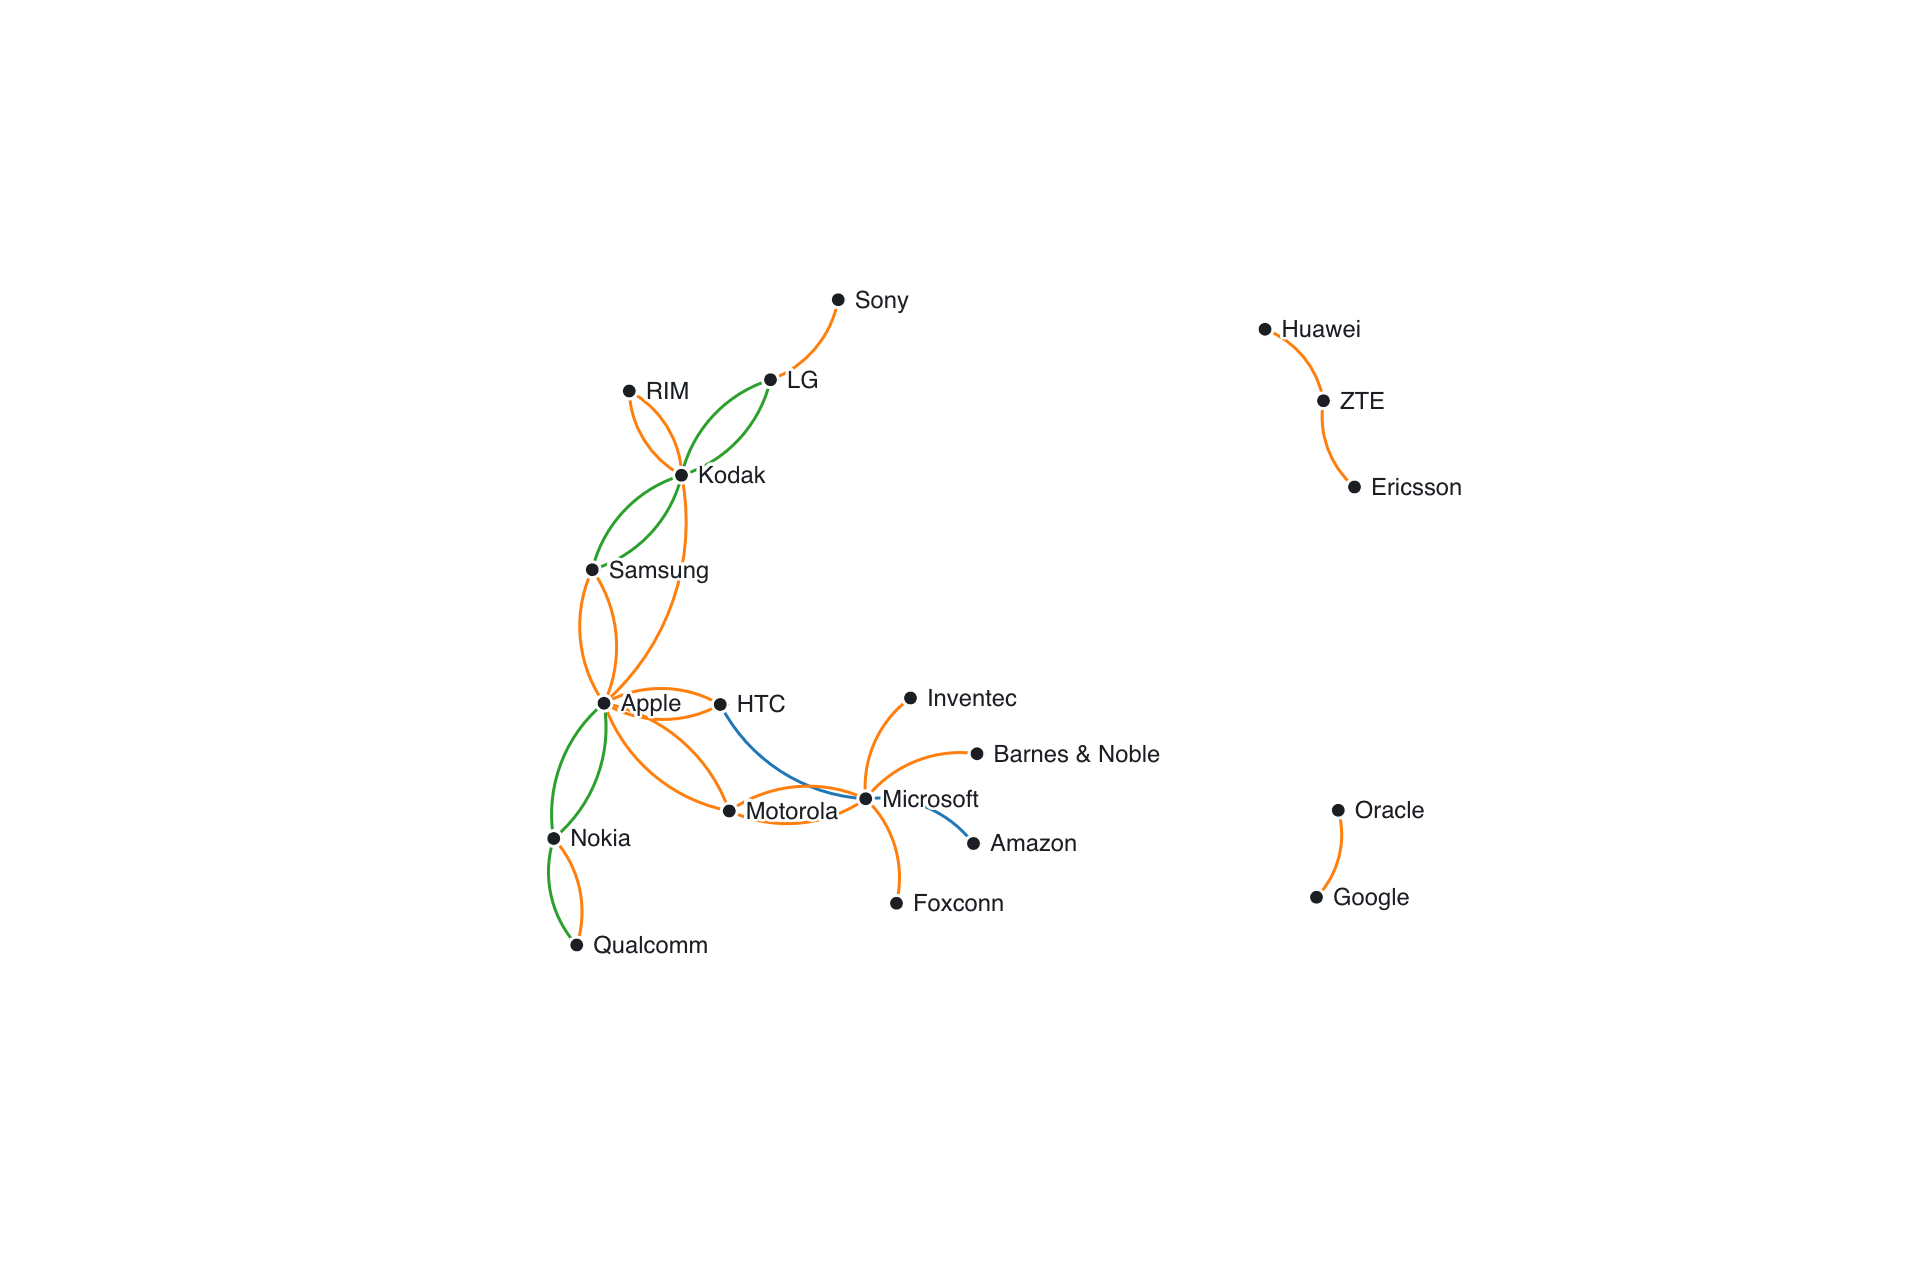 Sony
Huawei
LG
RIM
ZTE
Kodak
Ericsson
Samsung
Inventec
Apple
HTC
Barnes & Noble
Microsoft
Motorola
Oracle
Nokia
Amazon
Google
Foxconn
Qualcomm